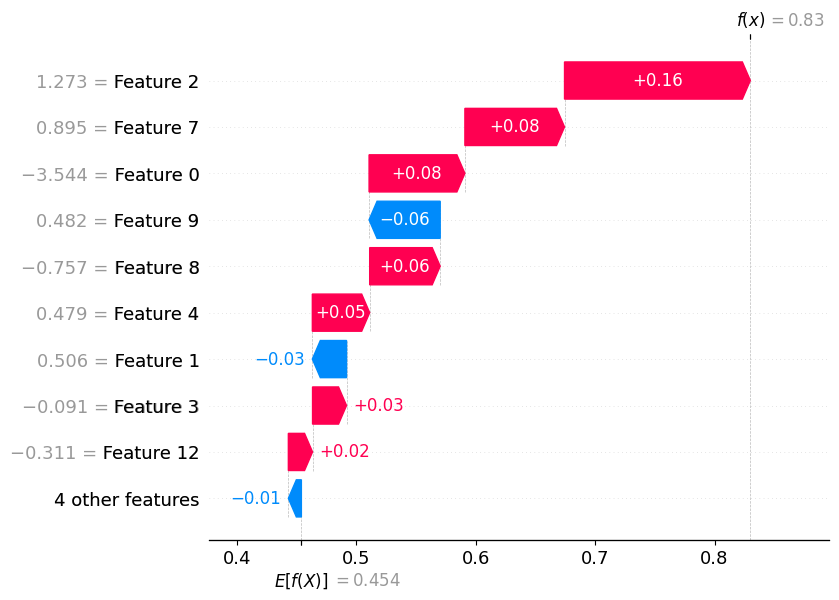 f(x) = 0.83
1.273 = Feature 2
+0.16
0.895 = Feature 7
+0.08
−3.544 = Feature 0
+0.08
0.482 = Feature 9
−0.06
−0.757 = Feature 8
+0.06
0.479 = Feature 4
+0.05
0.506 = Feature 1
−0.03
−0.091 = Feature 3
+0.03
−0.311 = Feature 12
+0.02
4 other features
−0.01
0.4 0.5 0.6 0.7 0.8
E[f(X)] = 0.454